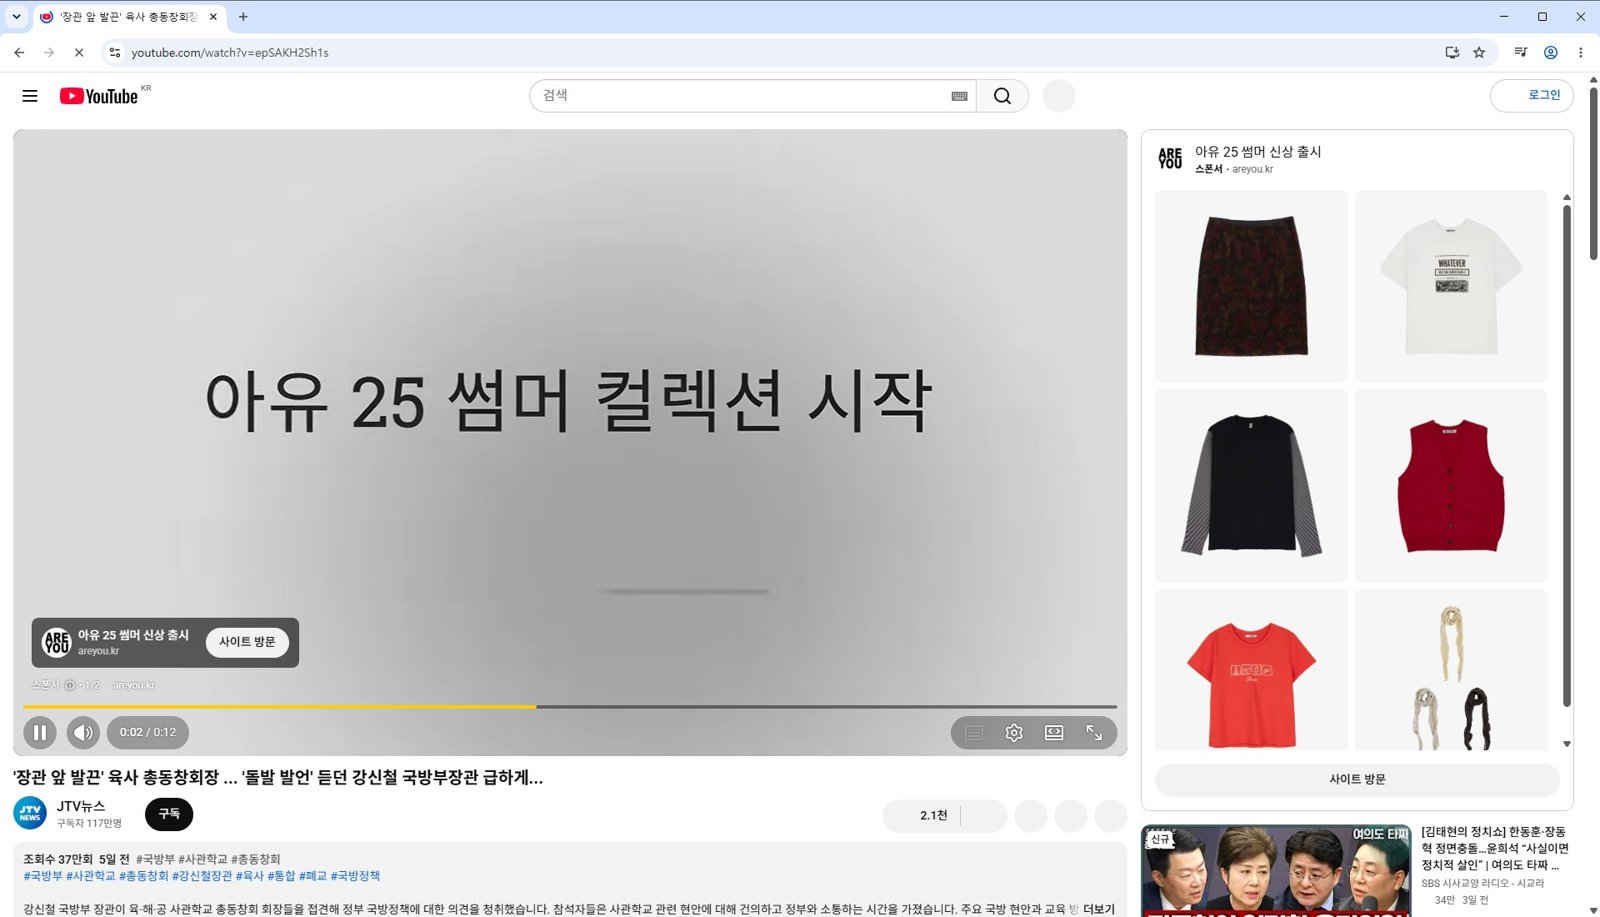 '장관 앞 발끈' 육사 총동창회장
youtube.com/watch?v=epSAKH2Sh1s
YouTube KR
검색
로그인
아유 25 썸머 컬렉션 시작
ARE YOU
아유 25 썸머 신상 출시
areyou.kr
사이트 방문
스폰서 · 1/2 areyou.kr
0:02 / 0:12
'장관 앞 발끈' 육사 총동창회장 ... '돌발 발언' 듣던 강신철 국방부장관 급하게...
JTV NEWS
JTV뉴스
구독자 117만명
구독
2.1천
조회수 37만회 5일 전 #국방부 #사관학교 #총동창회
#국방부 #사관학교 #총동창회 #강신철장관 #육사 #통합 #폐교 #국방정책
강신철 국방부 장관이 육·해·공 사관학교 총동창회 회장들을 접견해 정부 국방정책에 대한 의견을 청취했습니다. 참석자들은 사관학교 관련 현안에 대해 건의하고 정부와 소통하는 시간을 가졌습니다. 주요 국방 현안과 교육 방 더보기
ARE YOU
아유 25 썸머 신상 출시
스폰서 · areyou.kr
WHATEVER
사이트 방문
신규
여의도 타짜
[김태현의 정치쇼] 한동훈·장동
혁 정면충돌...윤희석 "사실이면
정치적 살인" | 여의도 타짜 ...
SBS 시사교양 라디오 - 시교라
34만 3일 전